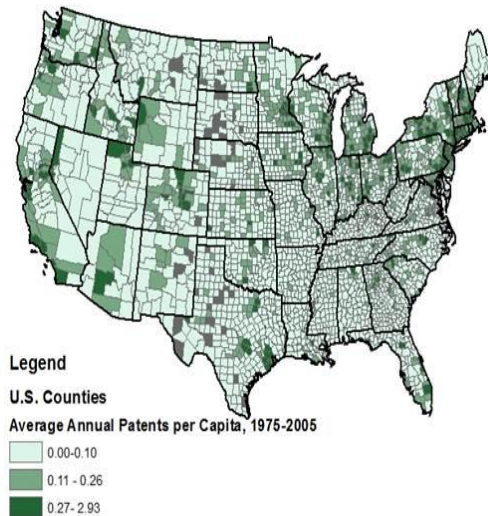 Legend
U.S. Counties
Average Annual Patents per Capita, 1975-2005
0.00-0.10
0.11 - 0.26
0.27- 2.93